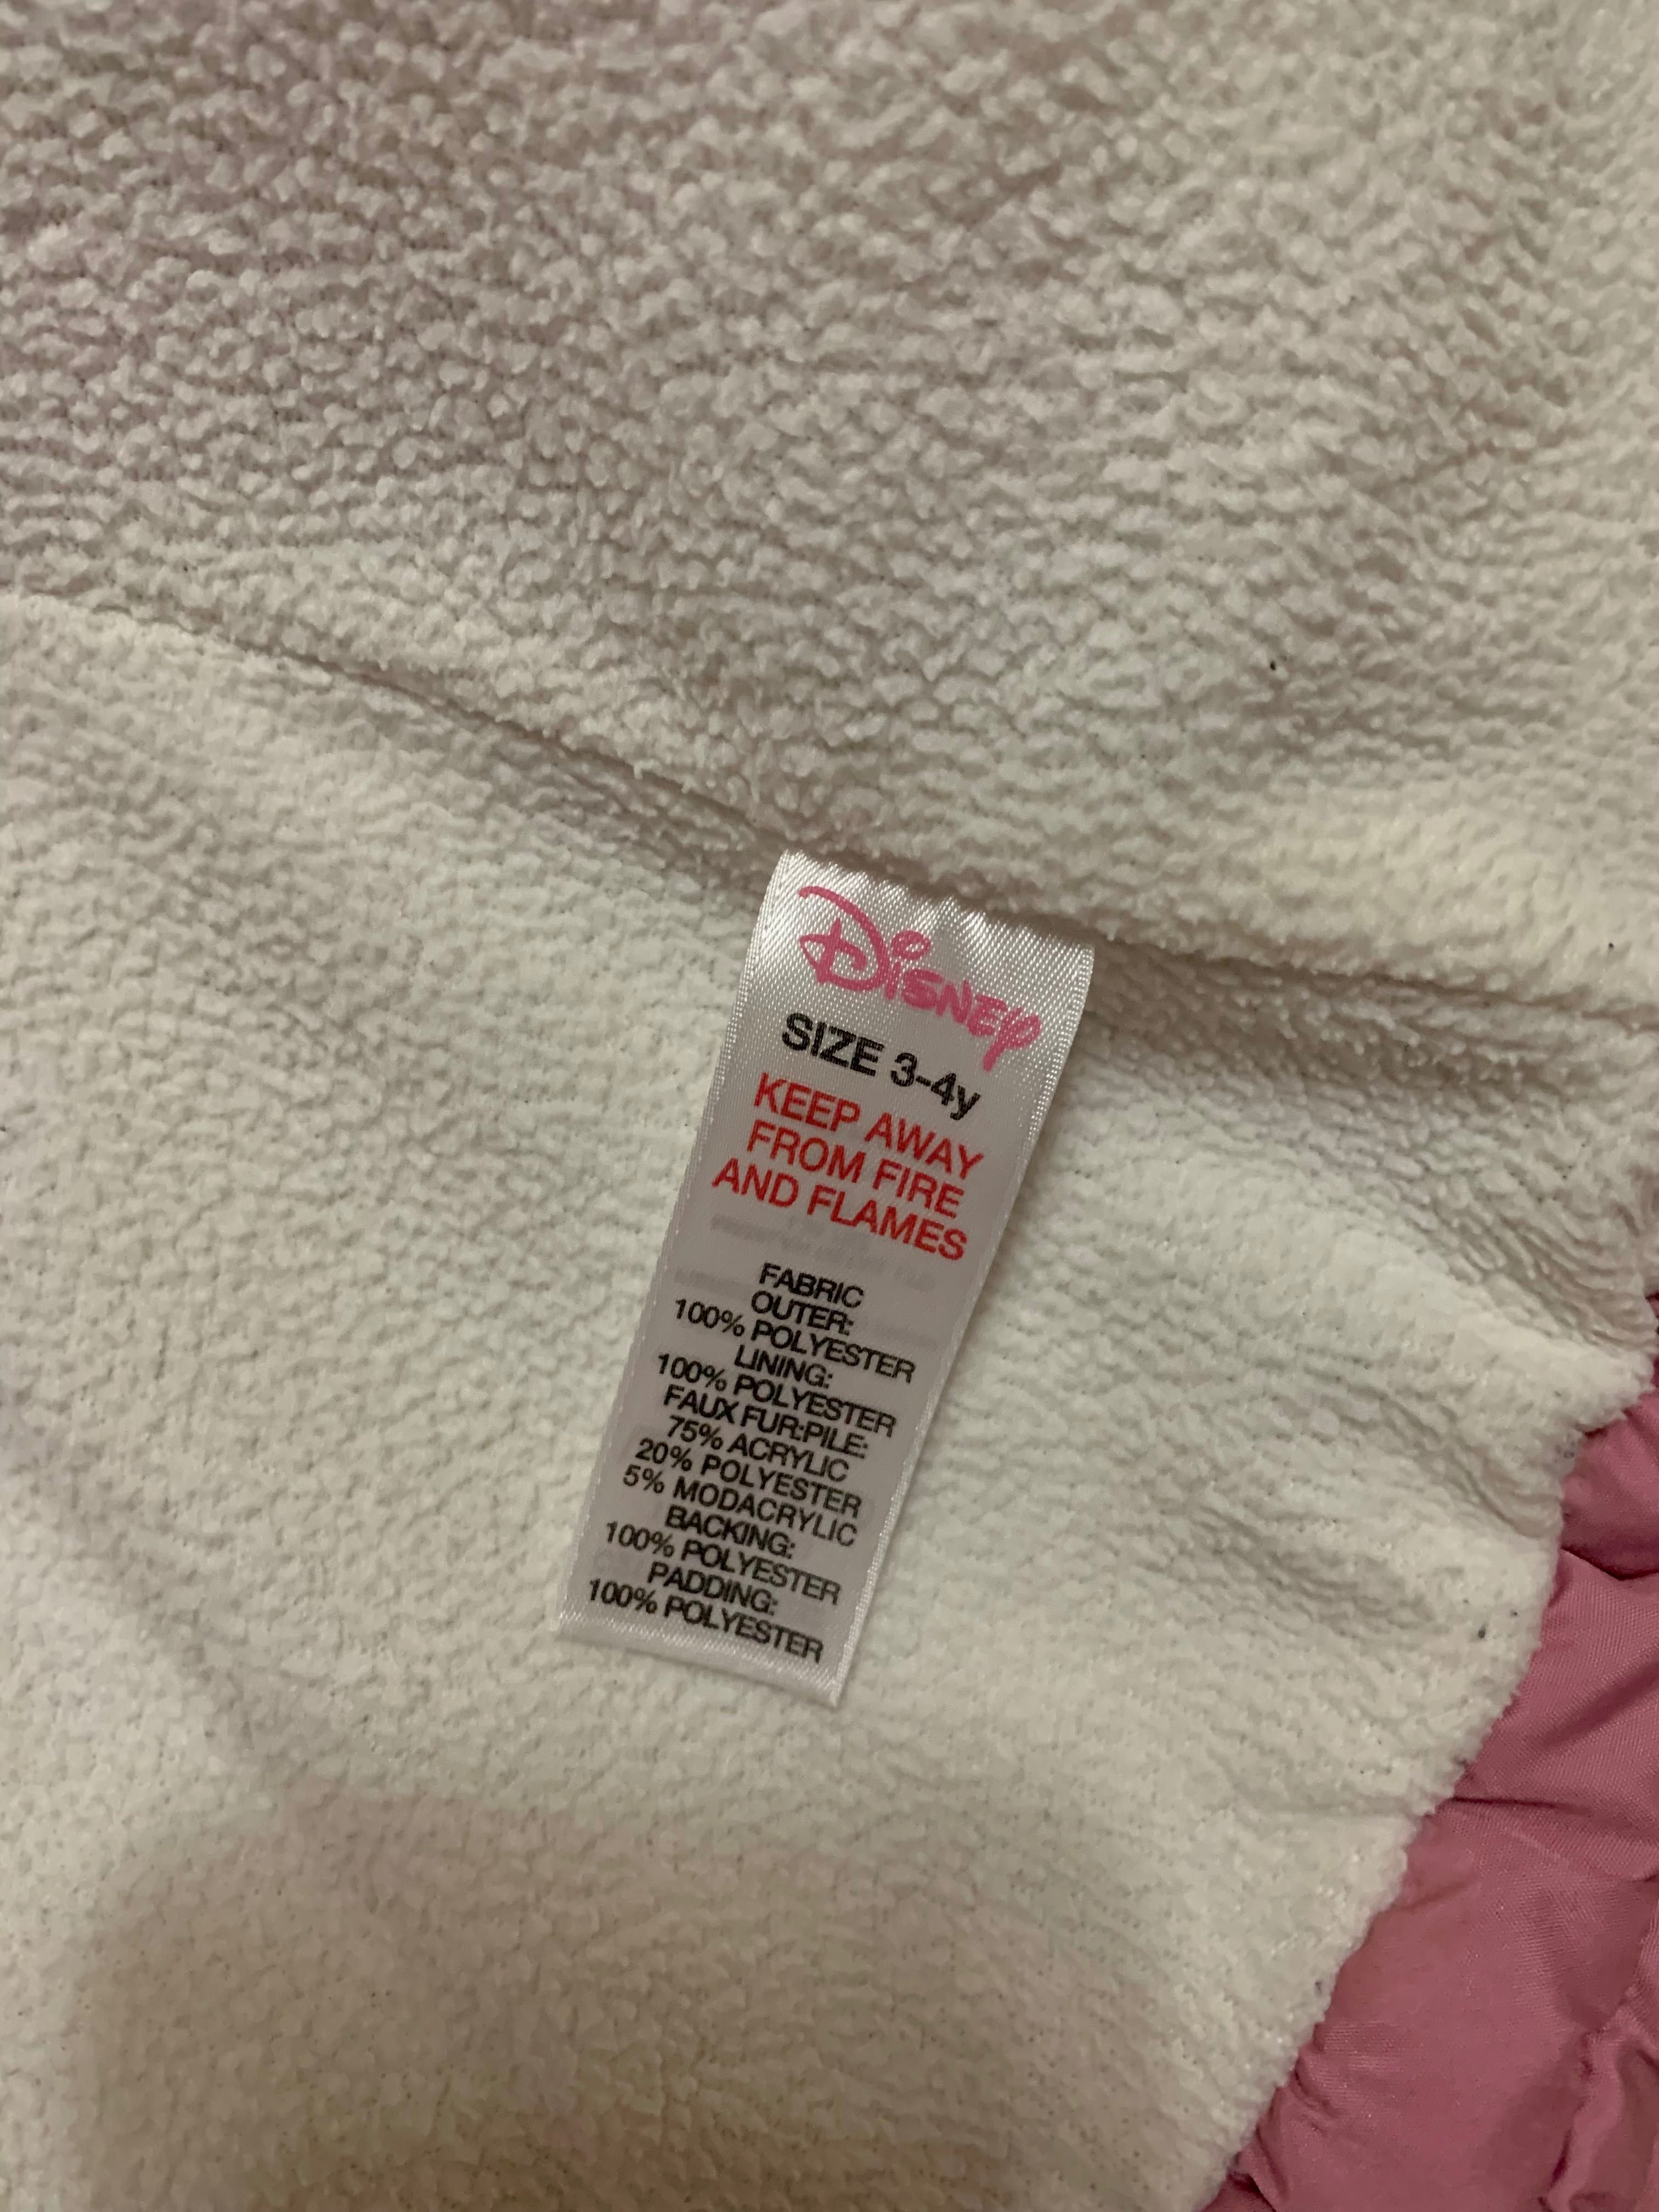 Disney
SIZE 3-4y
KEEP AWAY
FROM FIRE
AND FLAMES
FABRIC
OUTER:
100% POLYESTER
LINING:
100% POLYESTER
FAUX FUR:PILE:
75% ACRYLIC
20% POLYESTER
5% MODACRYLIC
BACKING:
100% POLYESTER
PADDING:
100% POLYESTER